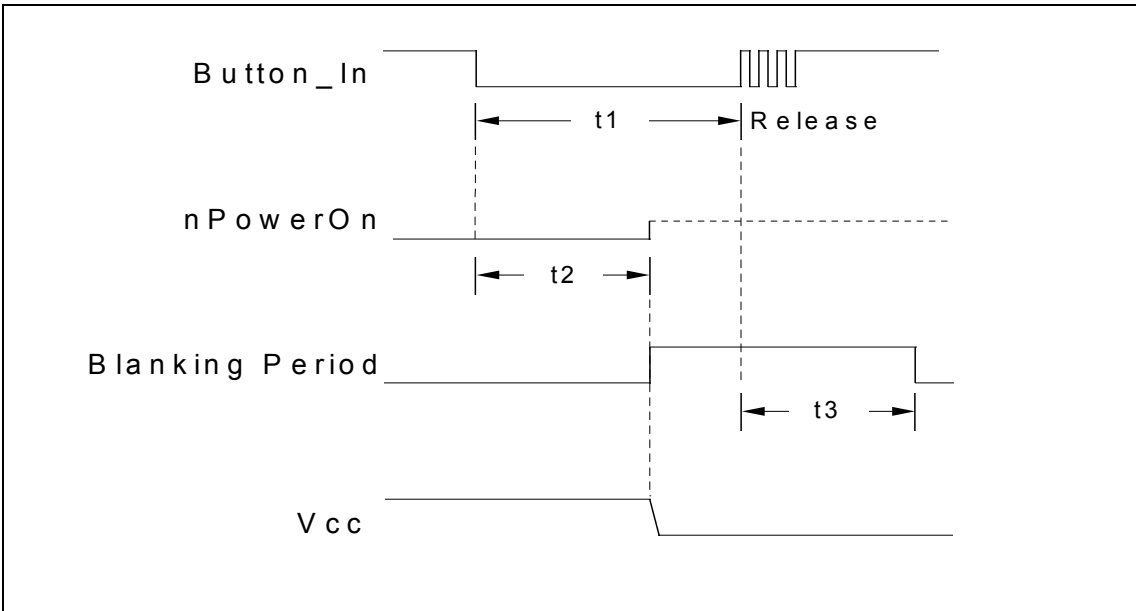 Button_In
t1
Release
nPowerOn
t2
Blanking Period
t3
Vcc